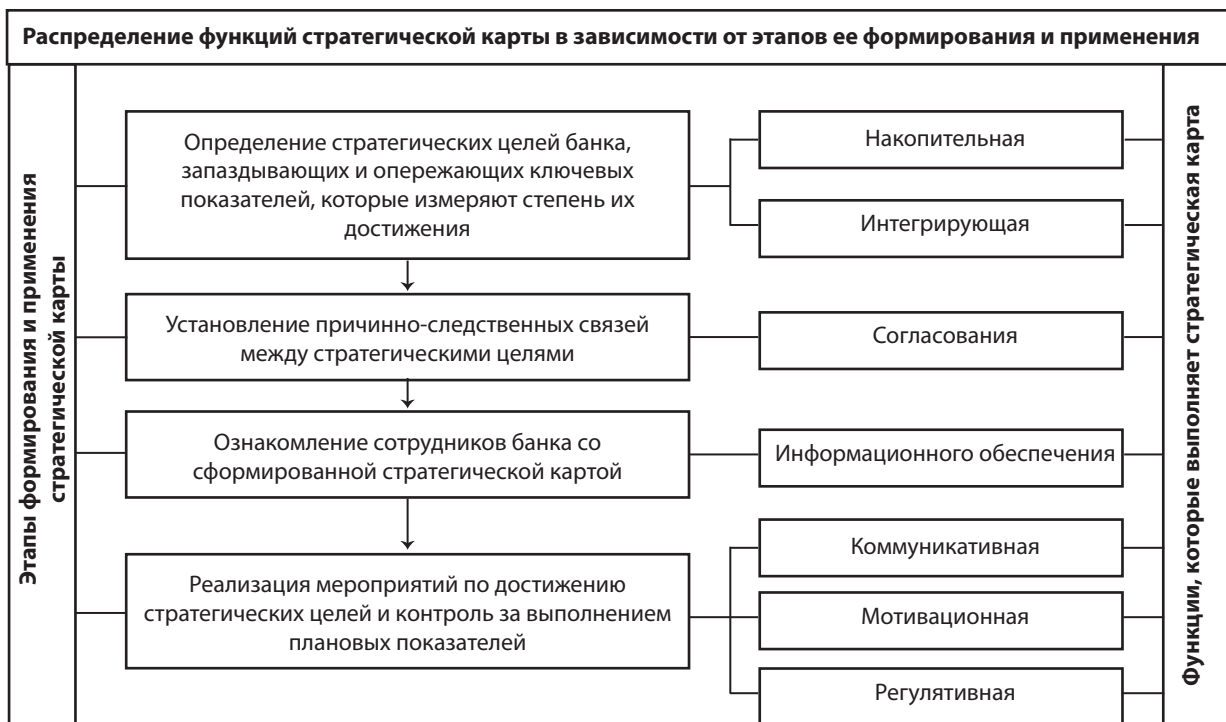 Распределение функций стратегической карты в зависимости от этапов ее формирования и применения
Этапы формирования и применения
стратегической карты
Определение стратегических целей банка,
запаздывающих и опережающих ключевых
показателей, которые измеряют степень их
достижения
Накопительная
Интегрирующая
Установление причинно-следственных связей
между стратегическими целями
Согласования
Ознакомление сотрудников банка со
сформированной стратегической картой
Информационного обеспечения
Реализация мероприятий по достижению
стратегических целей и контроль за выполнением
плановых показателей
Коммуникативная
Мотивационная
Регулятивная
Функции, которые выполняет стратегическая карта